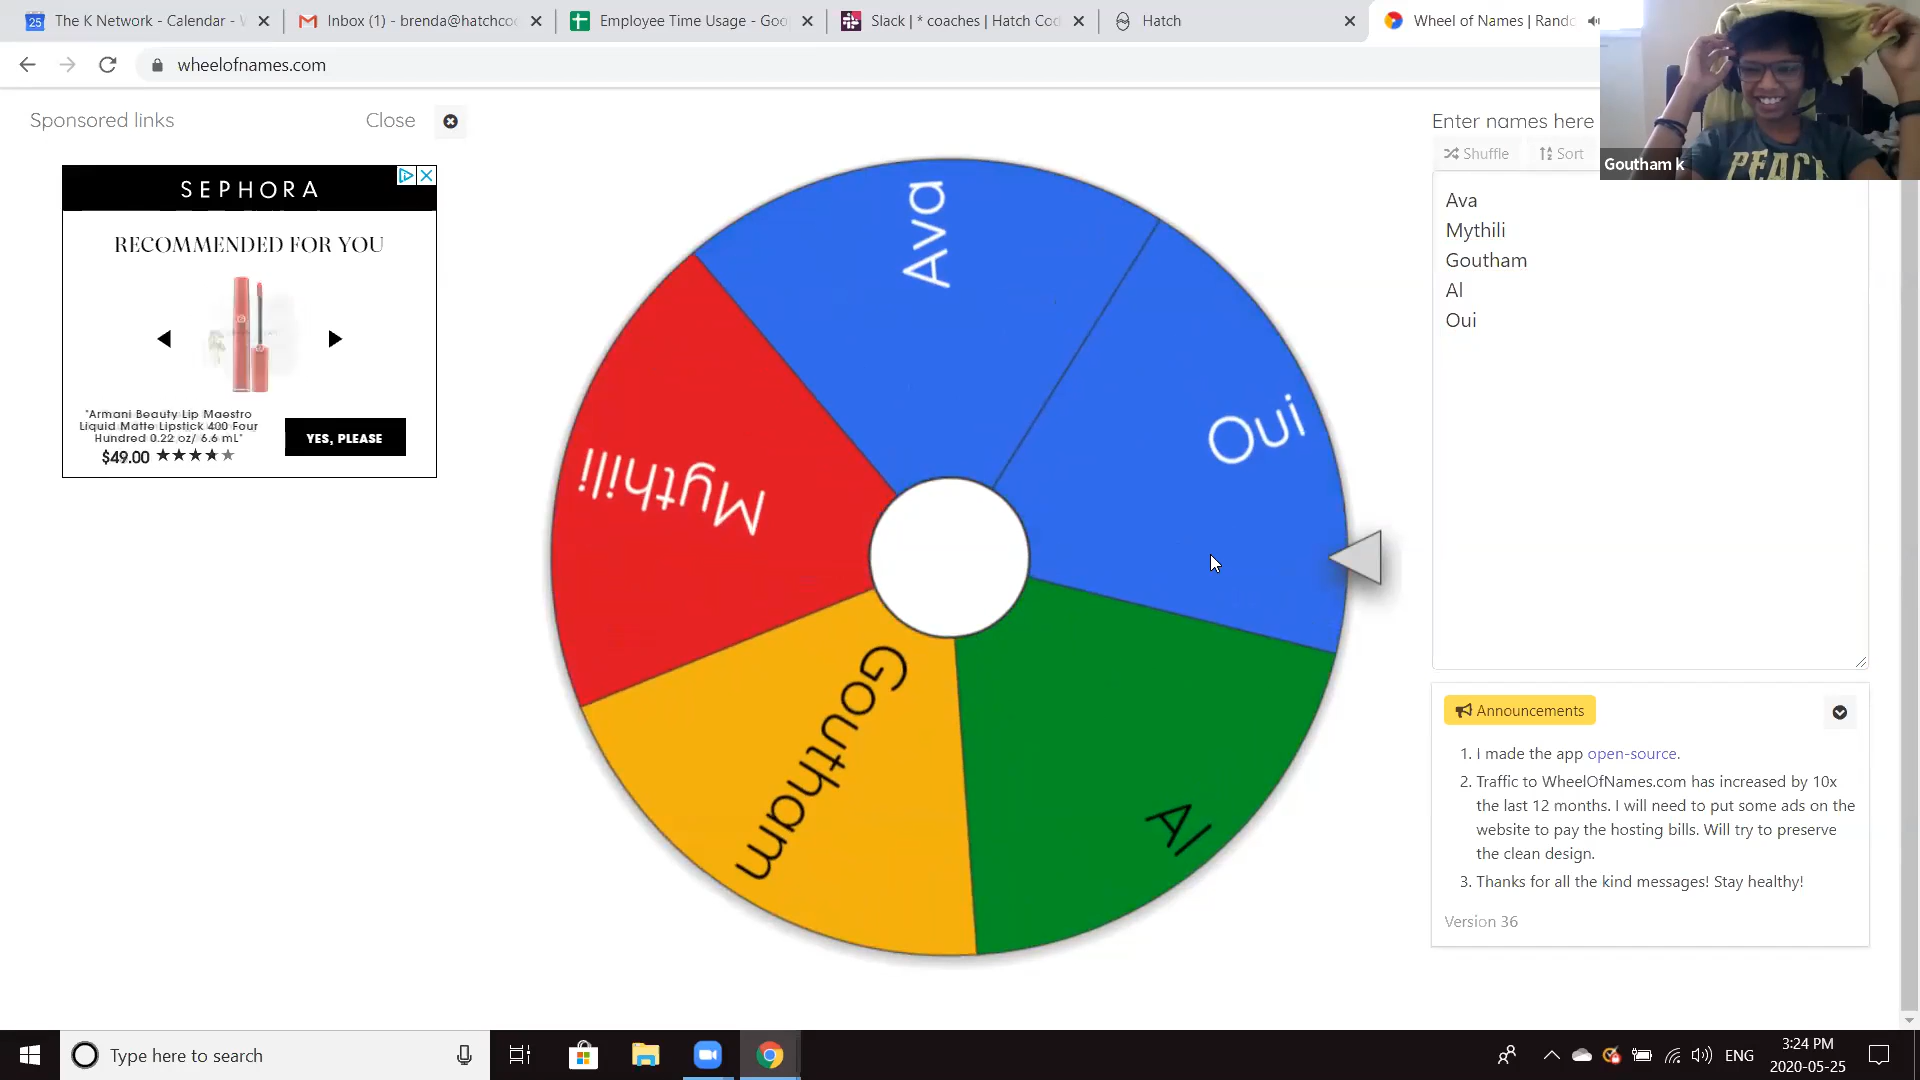 The K Network - Calendar -
Inbox (1) - brenda@hatchco
Employee Time Usage - Goo
Slack | * coaches | Hatch Co
Hatch
Wheel of Names | Rando
wheelofnames.com
Sponsored links
Close
SEPHORA
RECOMMENDED FOR YOU
"Armani Beauty Lip Maestro
Liquid Matte Lipstick 400 Four
Hundred 0.22 oz/ 6.6 mL"
$49.00
YES, PLEASE
Ava
Oui
Mythili
Goutham
Al
Enter names here
Shuffle
Sort
PEACE
Goutham k
Ava
Mythili
Goutham
Al
Oui
Announcements
1. I made the app open-source.
2. Traffic to WheelOfNames.com has increased by 10x
the last 12 months. I will need to put some ads on the
website to pay the hosting bills. Will try to preserve
the clean design.
3. Thanks for all the kind messages! Stay healthy!
Version 36
Type here to search
ENG
3:24 PM
2020-05-25